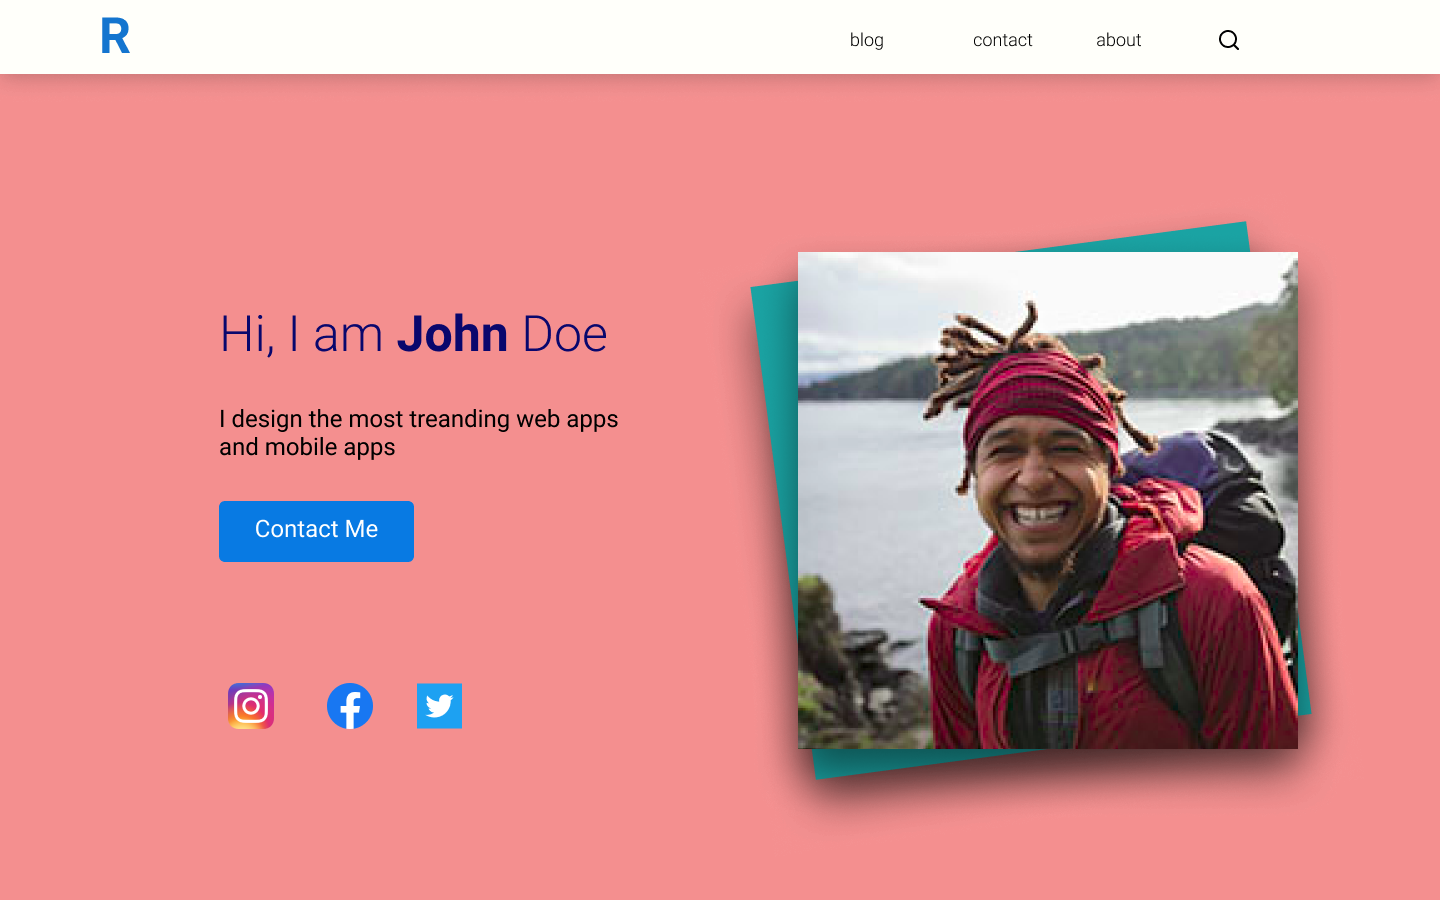 R
blog contact about
Hi, I am John Doe
I design the most treanding web apps
and mobile apps
Contact Me